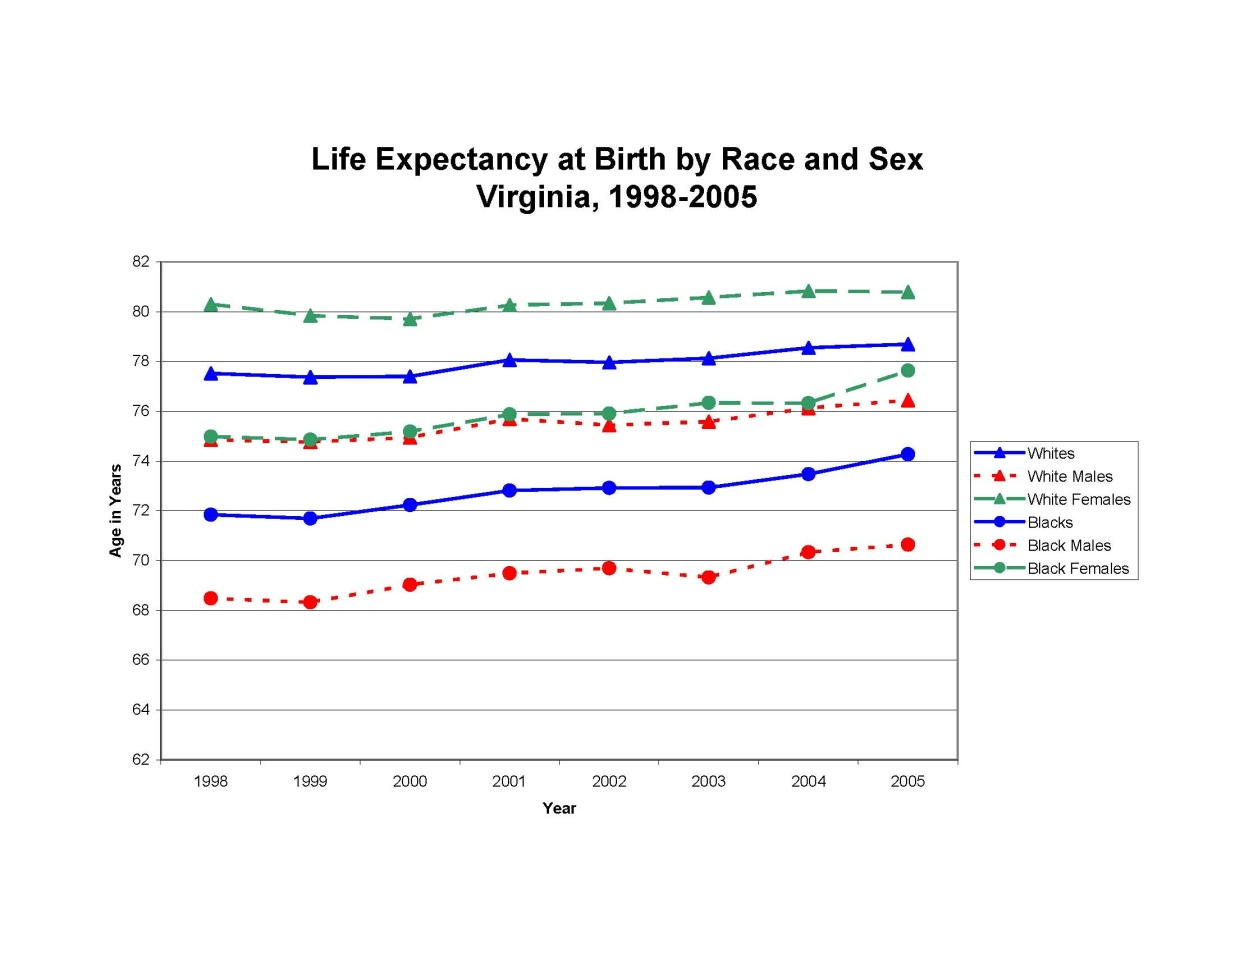 Life Expectancy at Birth by Race and Sex
Virginia, 1998-2005
82
80
78
76
74
72
70
68
66
64
62
Age in Years
1998 1999 2000 2001 2002 2003 2004 2005
Year
Whites
White Males
White Females
Blacks
Black Males
Black Females